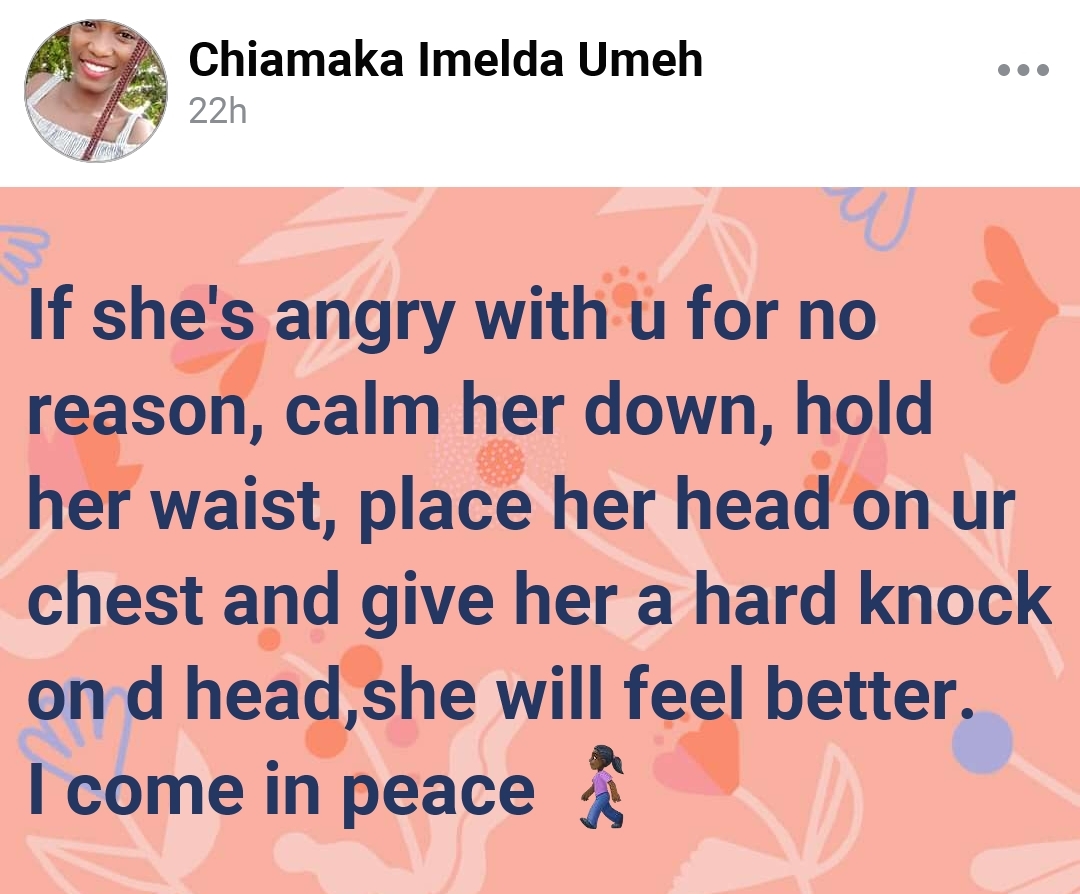 Chiamaka Imelda Umeh
22h
If she's angry with u for no
reason, calm her down, hold
her waist, place her head on ur
chest and give her a hard knock
on d head,she will feel better.
I come in peace 🚶🏿‍♀️